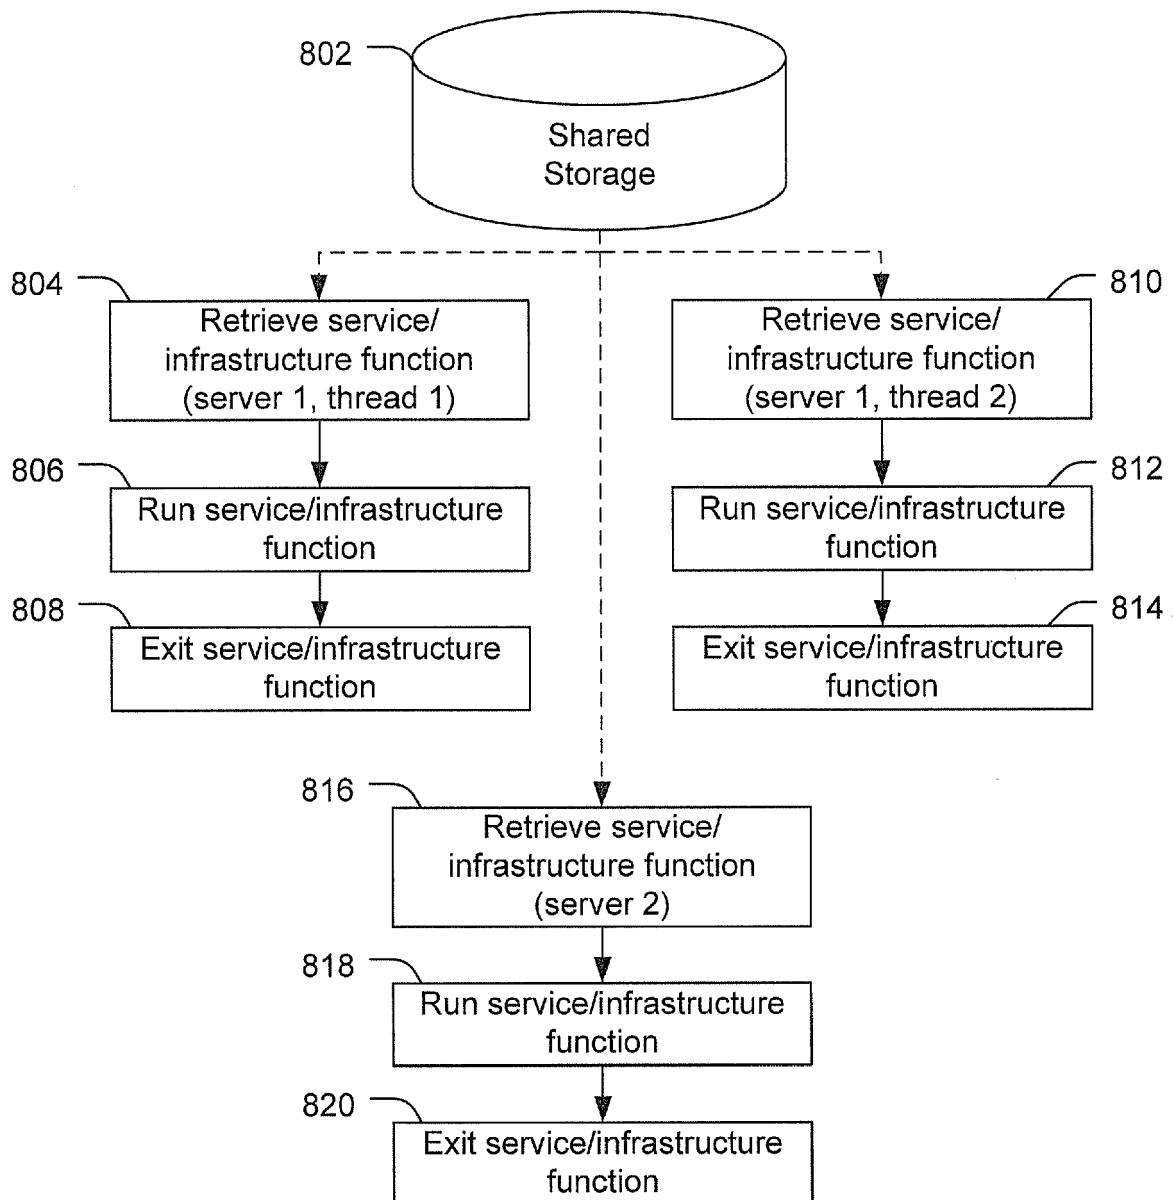 802
Shared
Storage
804
Retrieve service/
infrastructure function
(server 1, thread 1)
810
Retrieve service/
infrastructure function
(server 1, thread 2)
806
Run service/infrastructure
function
812
Run service/infrastructure
function
808
Exit service/infrastructure
function
814
Exit service/infrastructure
function
816
Retrieve service/
infrastructure function
(server 2)
818
Run service/infrastructure
function
820
Exit service/infrastructure
function